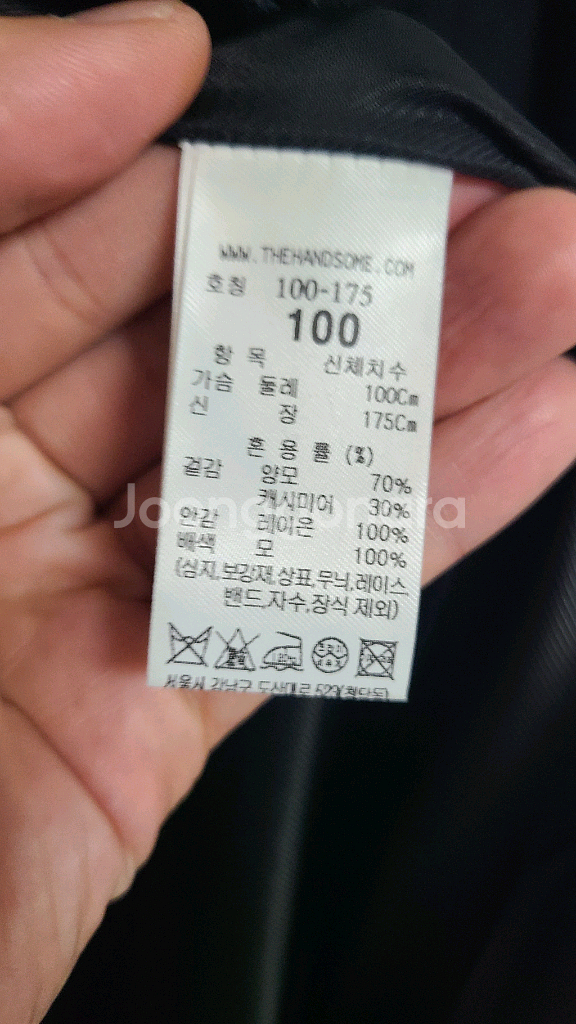 WWW.THEHANDSOME.COM
호칭 100-175
100
항 목 신체치수
가슴 둘레 100Cm
신 장 175Cm
혼 용 률 (%)
겉감 양모 70%
캐시미어 30%
안감 레이온 100%
배색 모 100%
(심지,보강재,상표,무늬,레이스,
밴드,자수,장식 제외)
서울시 강남구 도산대로 523(청담동)
Joongonara